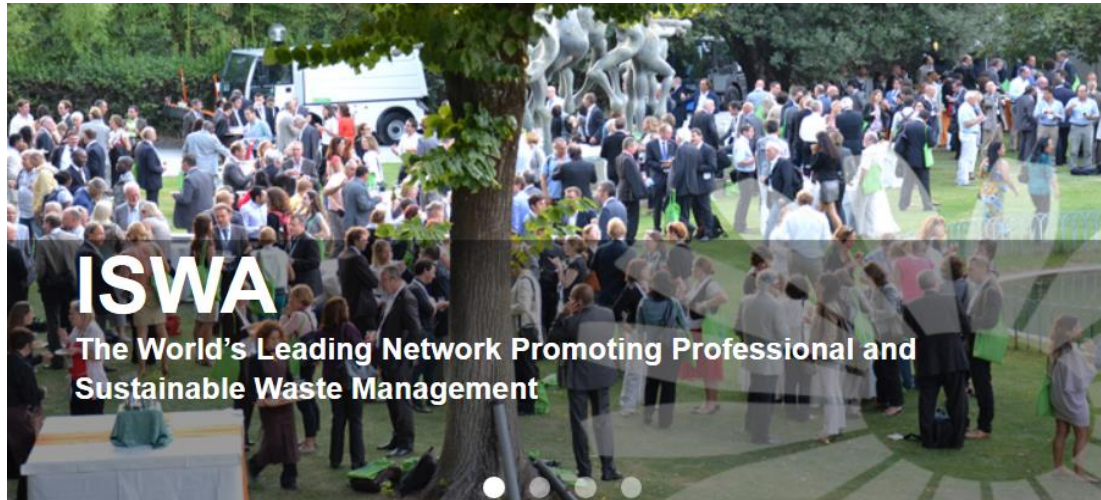 ISWA
The World’s Leading Network Promoting Professional and
Sustainable Waste Management